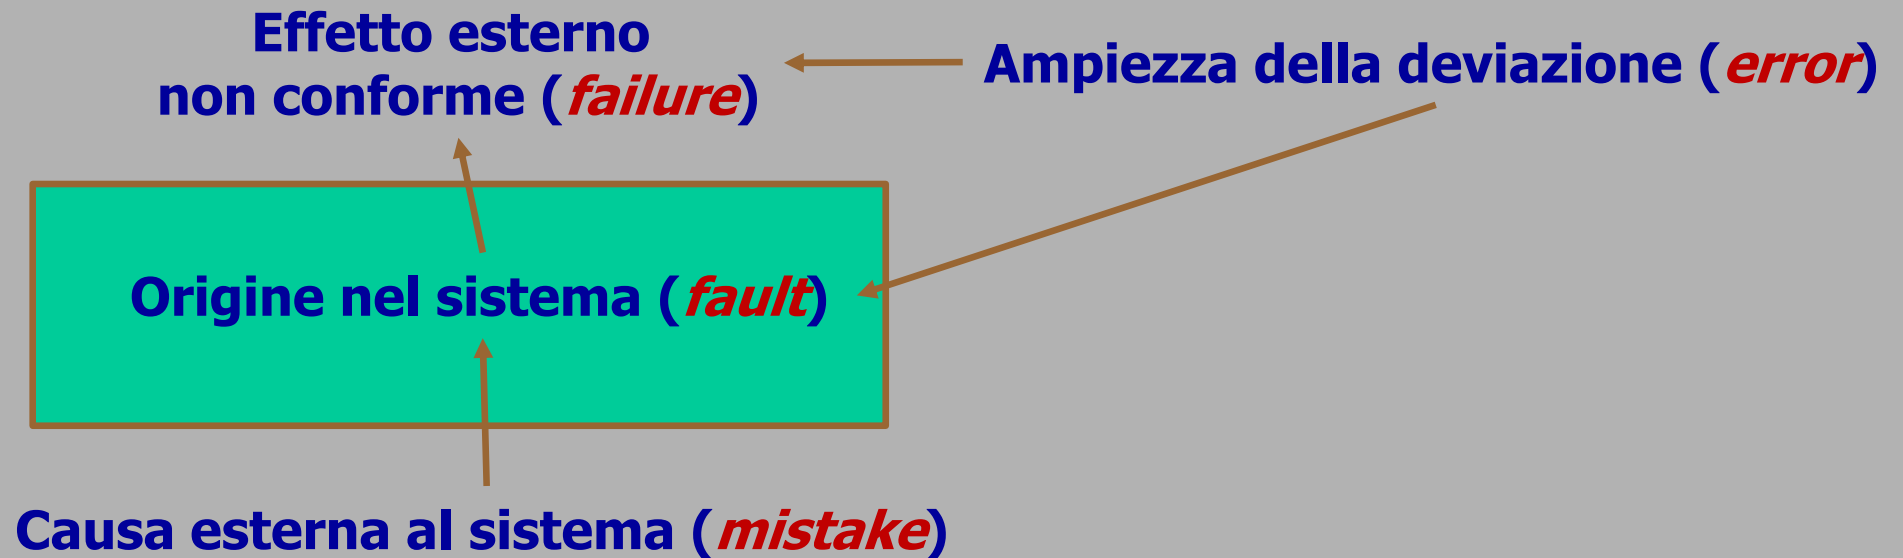 Effetto esterno
non conforme (failure)
Ampiezza della deviazione (error)
Origine nel sistema (fault)
Causa esterna al sistema (mistake)